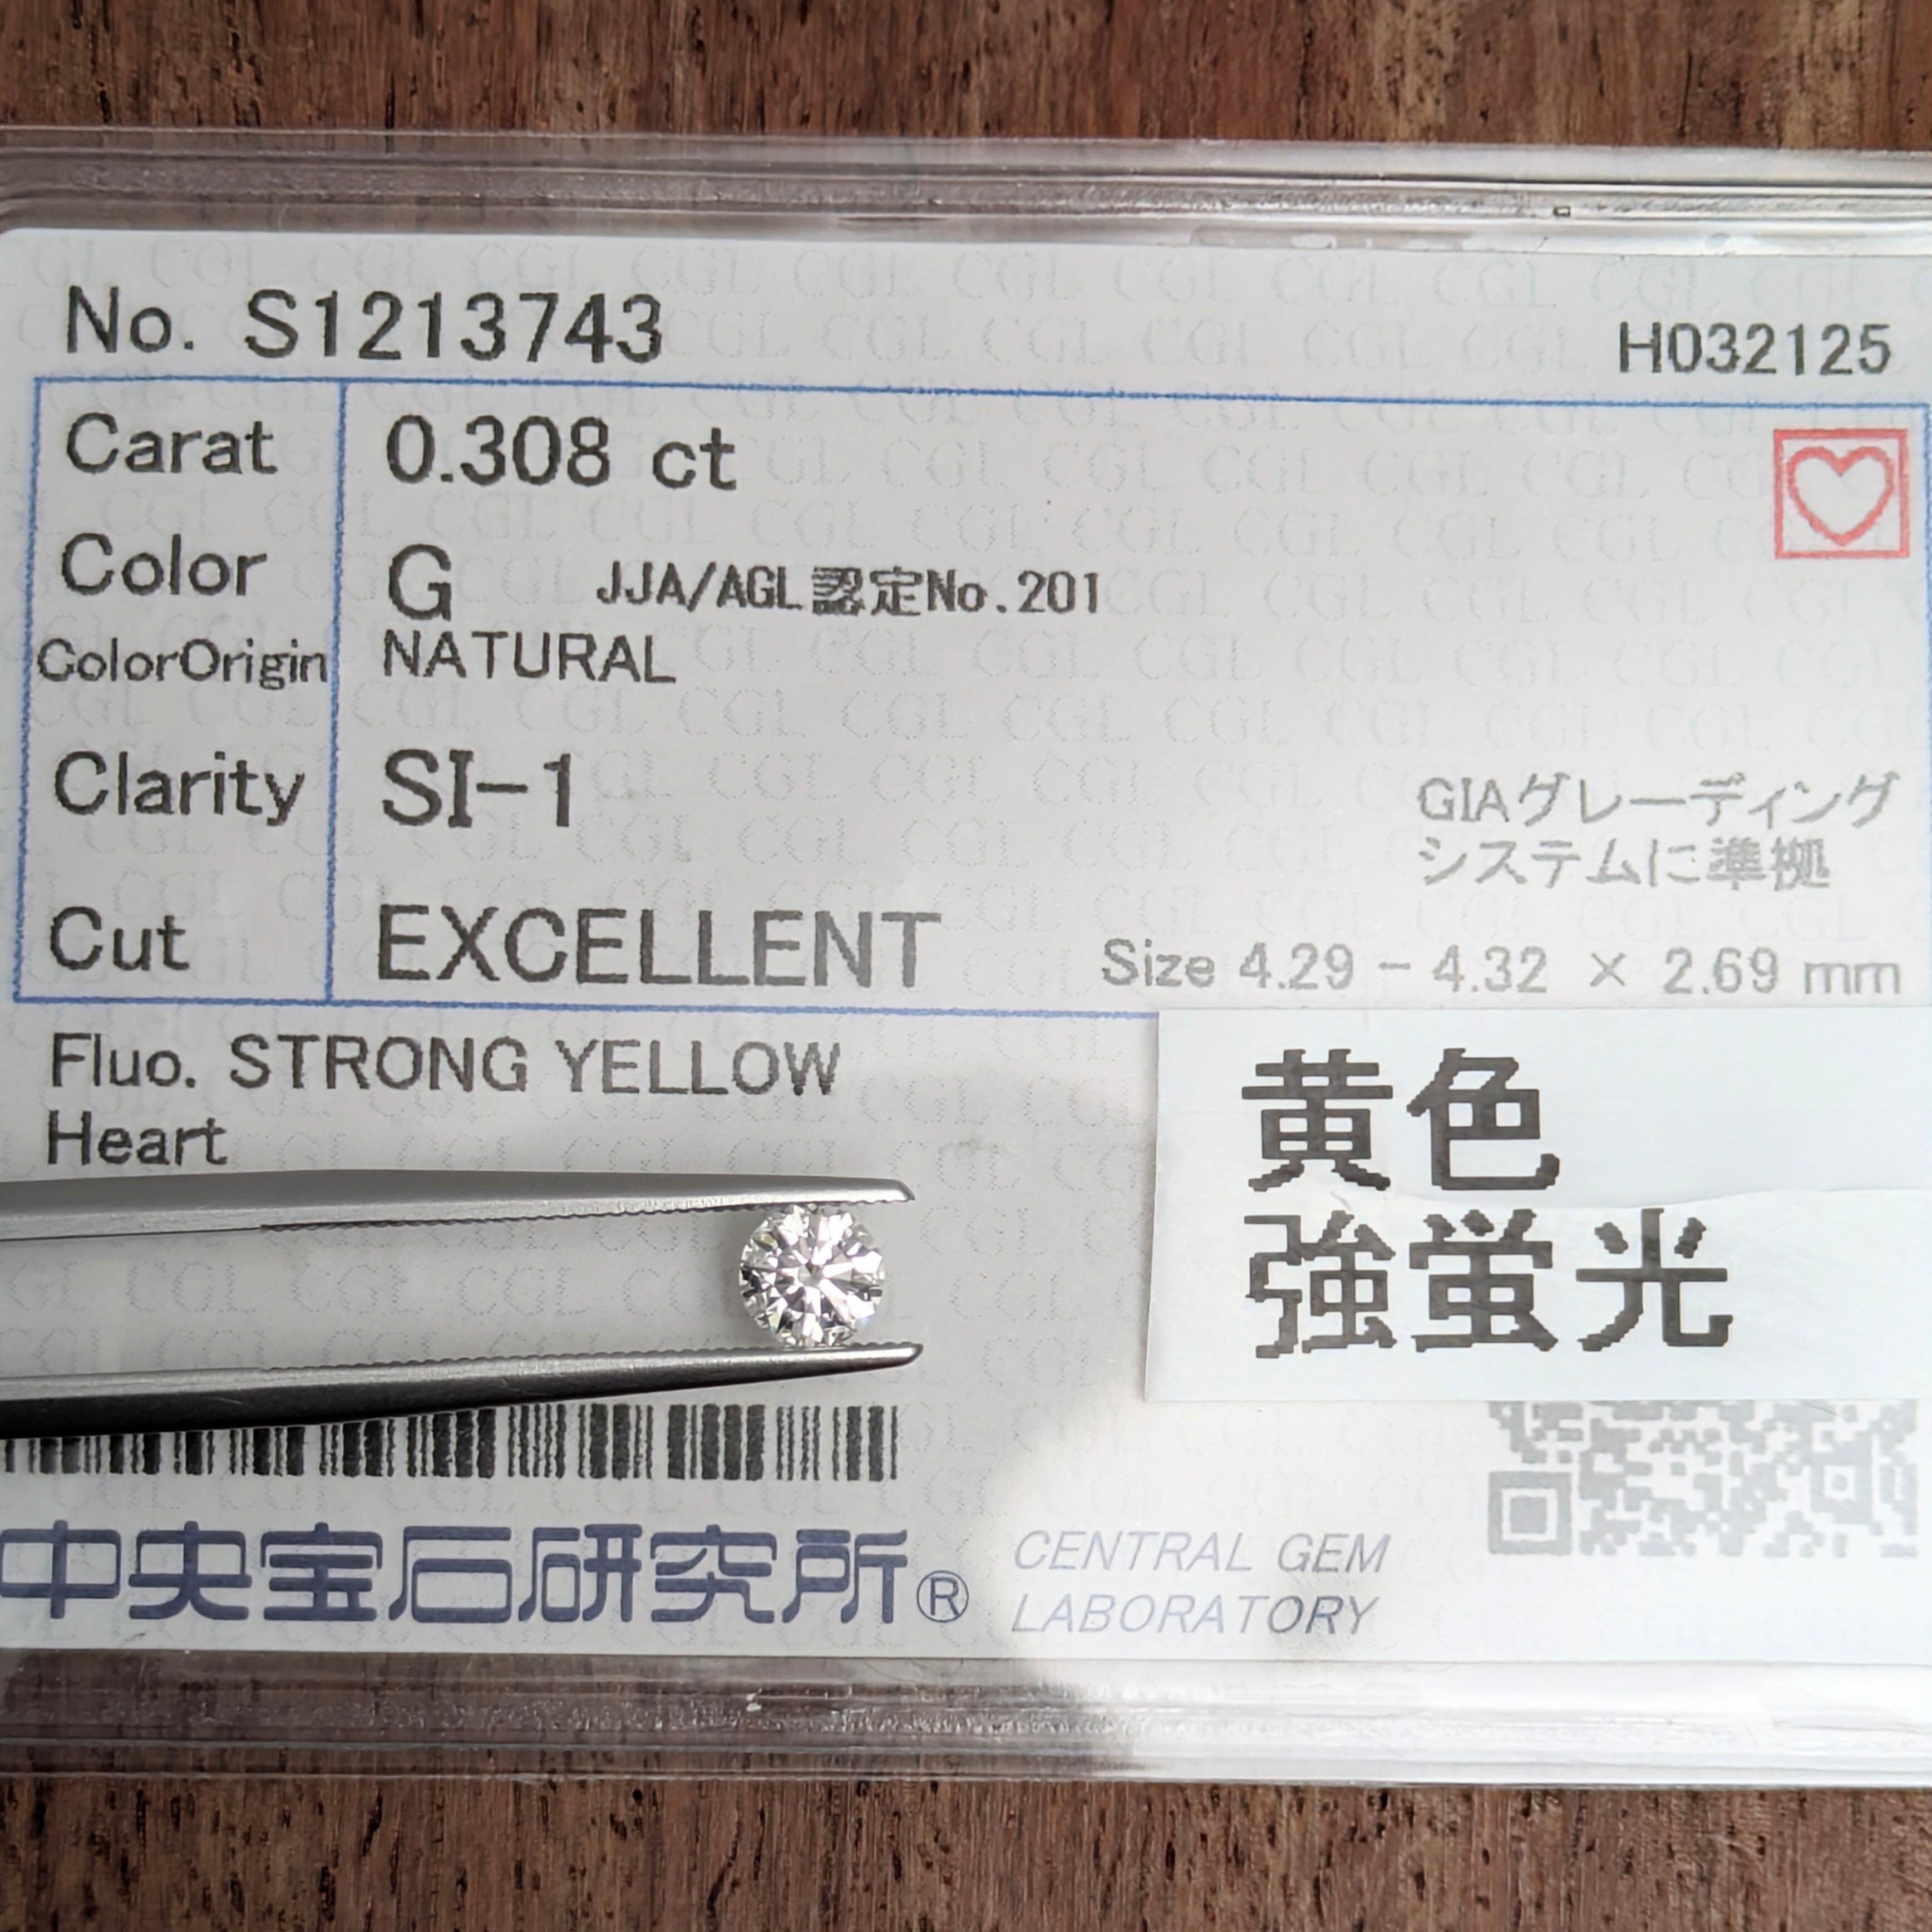 No. S1213743
H032125
Carat 0.308 ct
Color G JJA/AGL認定No.201
ColorOrigin NATURAL
Clarity SI-1
GIAグレーディング
システムに準拠
Cut EXCELLENT
Size 4.29 - 4.32 × 2.69 mm
Fluo. STRONG YELLOW
Heart
黄色
強蛍光
中央宝石研究所®
CENTRAL GEM
LABORATORY